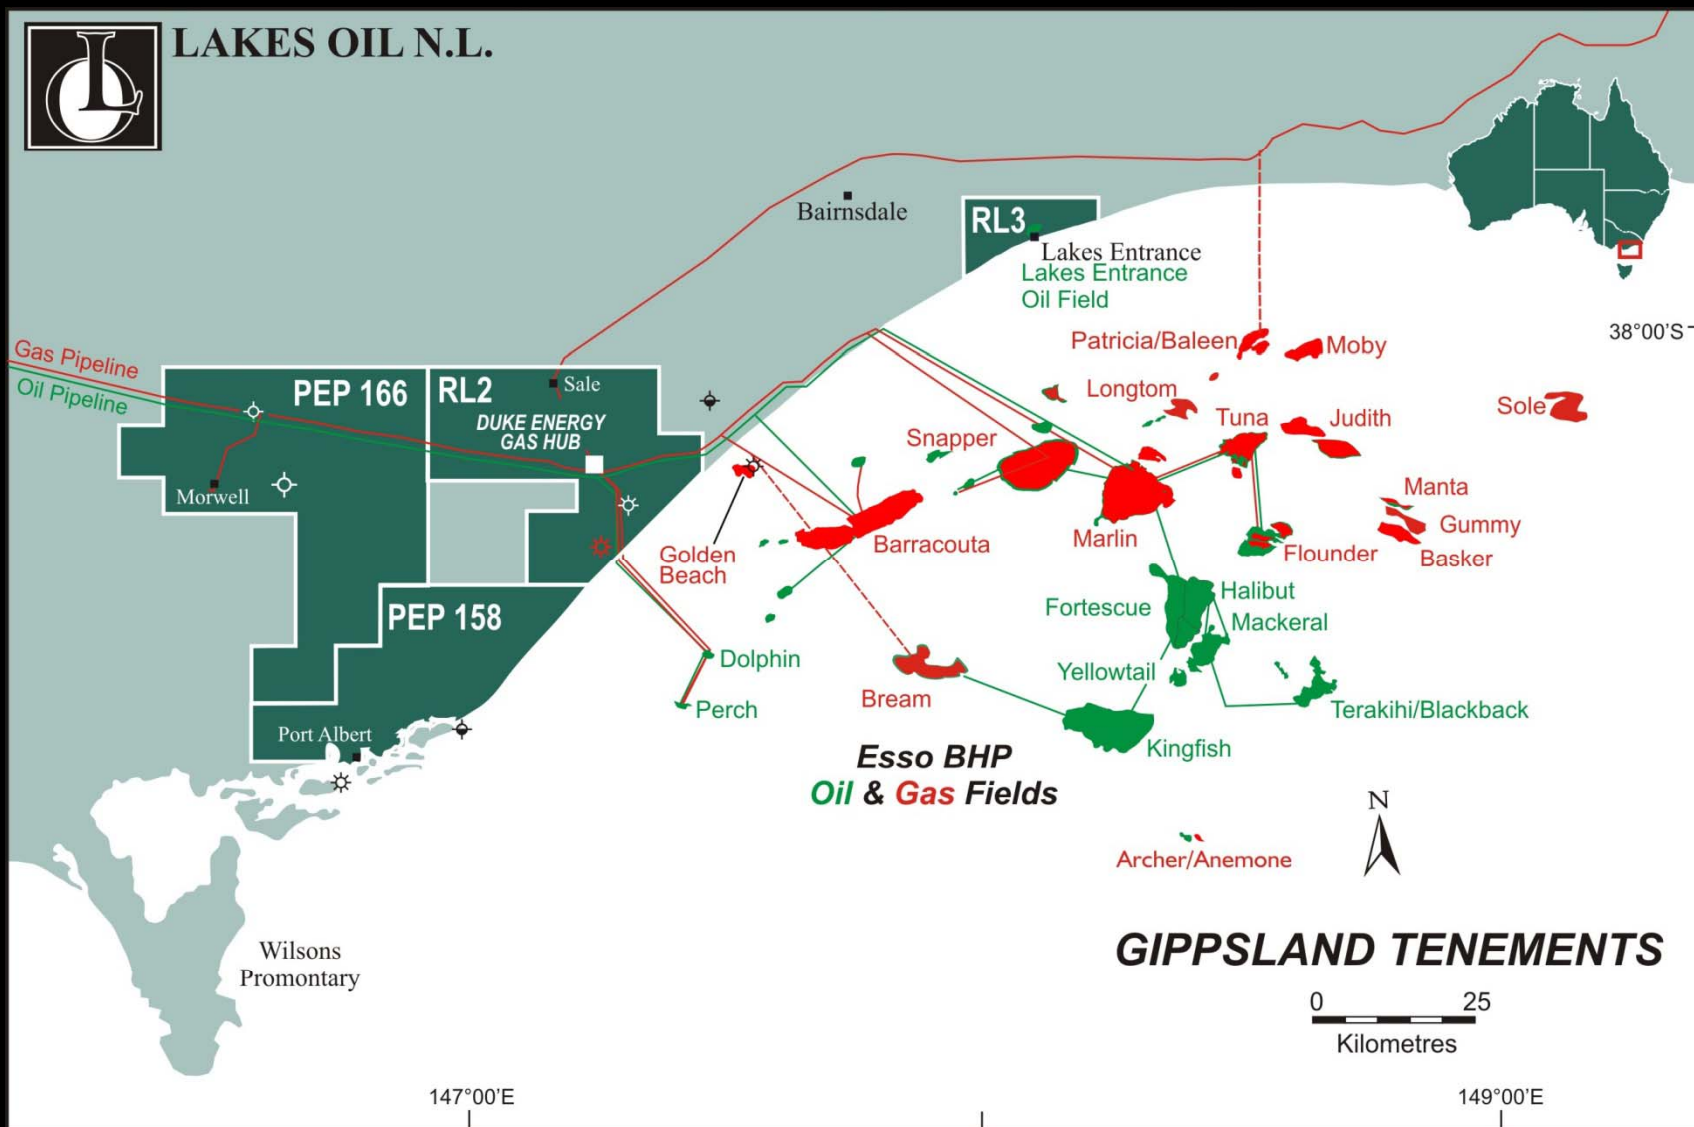 LAKES OIL N.L.
Bairnsdale
RL3
Lakes Entrance
Lakes Entrance
Oil Field
38°00'S
Gas Pipeline
Oil Pipeline
PEP 166
RL2
Sale
DUKE ENERGY
GAS HUB
Morwell
Patricia/Baleen
Moby
Longtom
Sole
Tuna
Judith
Snapper
Manta
Gummy
Basker
Golden
Beach
Barracouta
Marlin
Flounder
PEP 158
Fortescue
Halibut
Mackeral
Dolphin
Yellowtail
Perch
Bream
Terakihi/Blackback
Port Albert
Kingfish
Esso BHP
Oil & Gas Fields
N
Archer/Anemone
Wilsons
Promontary
GIPPSLAND TENEMENTS
0 25
Kilometres
147°00'E
149°00'E